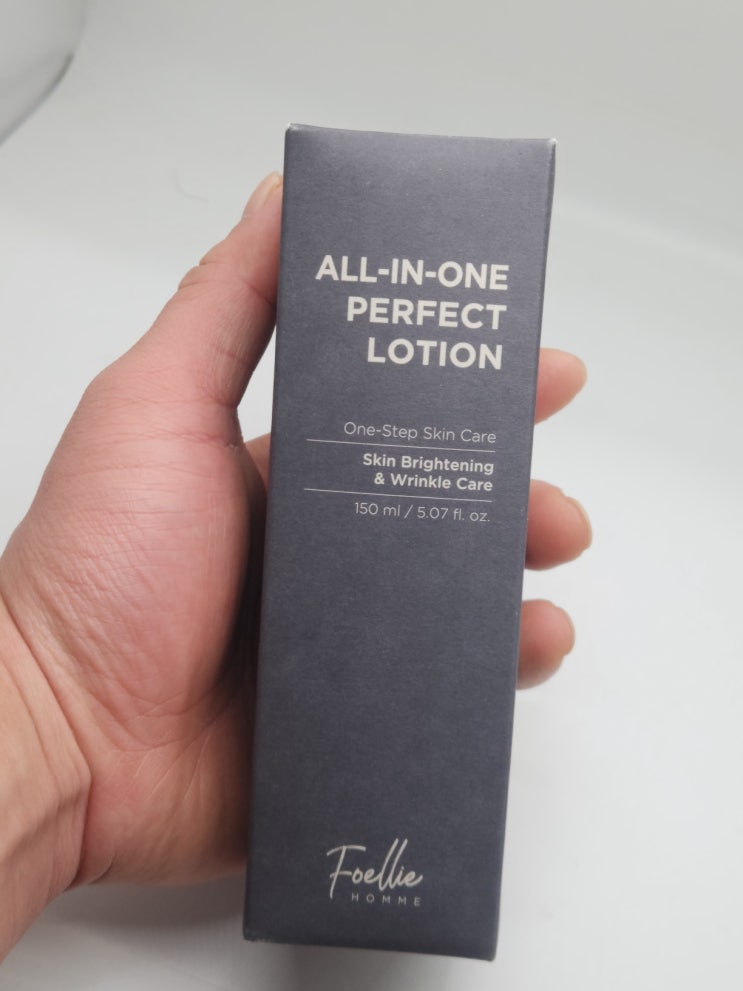 ALL-IN-ONE
PERFECT
LOTION
One-Step Skin Care
Skin Brightening
& Wrinkle Care
150 ml / 5.07 fl. oz.
Foellie
HOMME